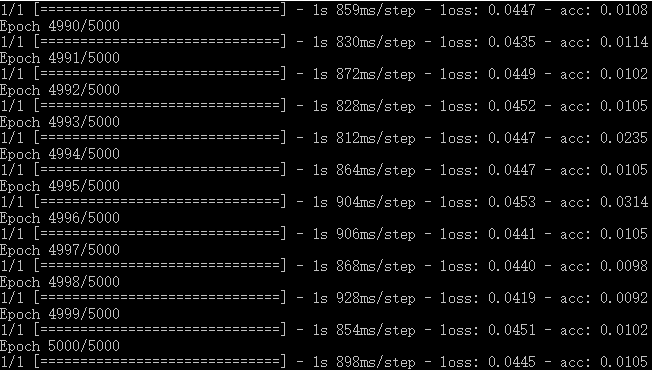 1/1 [==============================] - 1s 859ms/step - loss: 0.0447 - acc: 0.0108
Epoch 4990/5000
1/1 [==============================] - 1s 830ms/step - loss: 0.0435 - acc: 0.0114
Epoch 4991/5000
1/1 [==============================] - 1s 872ms/step - loss: 0.0449 - acc: 0.0102
Epoch 4992/5000
1/1 [==============================] - 1s 828ms/step - loss: 0.0452 - acc: 0.0105
Epoch 4993/5000
1/1 [==============================] - 1s 812ms/step - loss: 0.0447 - acc: 0.0235
Epoch 4994/5000
1/1 [==============================] - 1s 864ms/step - loss: 0.0447 - acc: 0.0105
Epoch 4995/5000
1/1 [==============================] - 1s 904ms/step - loss: 0.0453 - acc: 0.0314
Epoch 4996/5000
1/1 [==============================] - 1s 906ms/step - loss: 0.0441 - acc: 0.0105
Epoch 4997/5000
1/1 [==============================] - 1s 868ms/step - loss: 0.0440 - acc: 0.0098
Epoch 4998/5000
1/1 [==============================] - 1s 928ms/step - loss: 0.0419 - acc: 0.0092
Epoch 4999/5000
1/1 [==============================] - 1s 854ms/step - loss: 0.0451 - acc: 0.0102
Epoch 5000/5000
1/1 [==============================] - 1s 898ms/step - loss: 0.0445 - acc: 0.0105